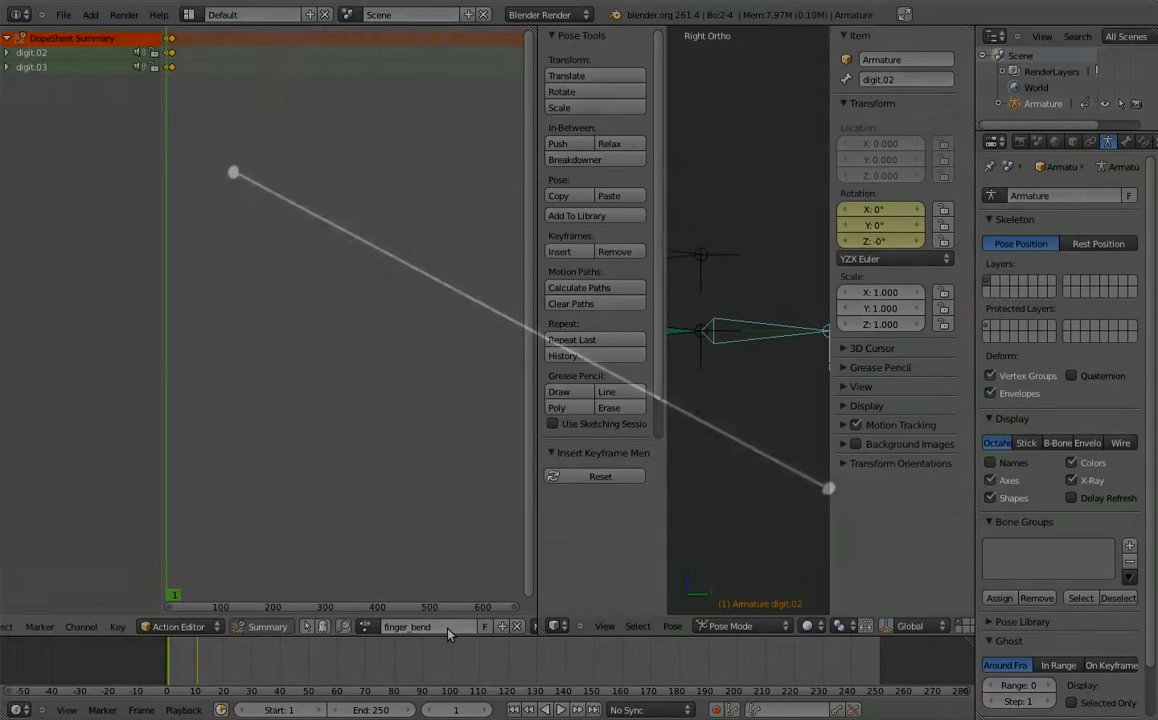 File Add Render Help Default Scene Blender Render blender.org 261.4 | Bo:2-4 | Mem:7.97M (0.10M) | Armature
DopeSheet Summary
digit.02
digit.03
100 200 300 400 500 600
1
Marker Channel Key Action Editor Summary finger_bend F
Pose Tools
Transform:
Translate
Rotate
Scale
In-Between:
Push Relax
Breakdowner
Pose:
Copy Paste
Add To Library
Keyframes:
Insert Remove
Motion Paths:
Calculate Paths
Clear Paths
Repeat:
Repeat Last
History...
Grease Pencil:
Draw Line
Poly Erase
Use Sketching Sessio
Insert Keyframe Men
Reset
Right Ortho
(1) Armature digit.02
View Select Pose Pose Mode Global
Item
Armature
digit.02
Transform
Location:
X: 0.000
Y: 0.000
Z: 0.000
Rotation:
X: 0°
Y: 0°
Z: -0°
YZX Euler
Scale:
X: 1.000
Y: 1.000
Z: 1.000
3D Cursor
Grease Pencil
View
Display
Motion Tracking
Background Images
Transform Orientations
View Search All Scenes
Scene
RenderLayers
World
Armature
Armatu Armatu
Armature F
Skeleton
Pose Position Rest Position
Layers:
Protected Layers:
Deform:
Vertex Groups Quaternion
Envelopes
Display
Octahe Stick B-Bone Envelo Wire
Names Colors
Axes X-Ray
Shapes Delay Refresh
Bone Groups
Assign Remove Select Deselect
Pose Library
Ghost
Around Fra In Range On Keyframe
Range: 0 Display:
Step: 1 Selected Only
-50 -40 -30 -20 -10 0 10 20 30 40 50 60 70 80 90 100 110 120 130 140 150 160 170 180 190 200 210 220 230 240 250 260 270 280
View Marker Frame Playback Start: 1 End: 250 1 No Sync